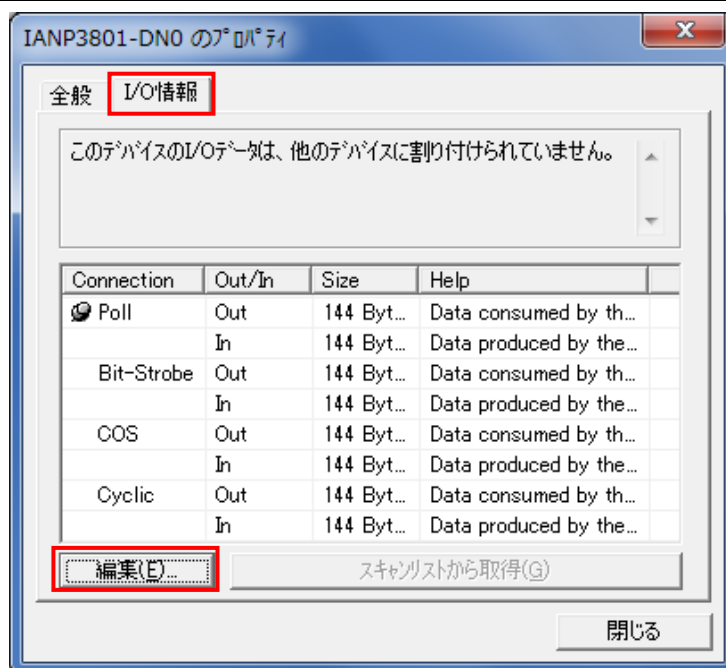 IANP3801-DN0 のﾌﾟﾛﾊﾟﾃｨ
全般 I/O情報
このﾃﾞﾊﾞｲｽのI/Oﾃﾞｰﾀは、他のﾃﾞﾊﾞｲｽに割り付けられていません。
Connection Out/In Size Help
Poll Out 144 Byt... Data consumed by th...
In 144 Byt... Data produced by the...
Bit-Strobe Out 144 Byt... Data consumed by th...
In 144 Byt... Data produced by the...
COS Out 144 Byt... Data consumed by th...
In 144 Byt... Data produced by the...
Cyclic Out 144 Byt... Data consumed by th...
In 144 Byt... Data produced by the...
編集(E)... ｽｷｬﾝﾘｽﾄから取得(G)
閉じる